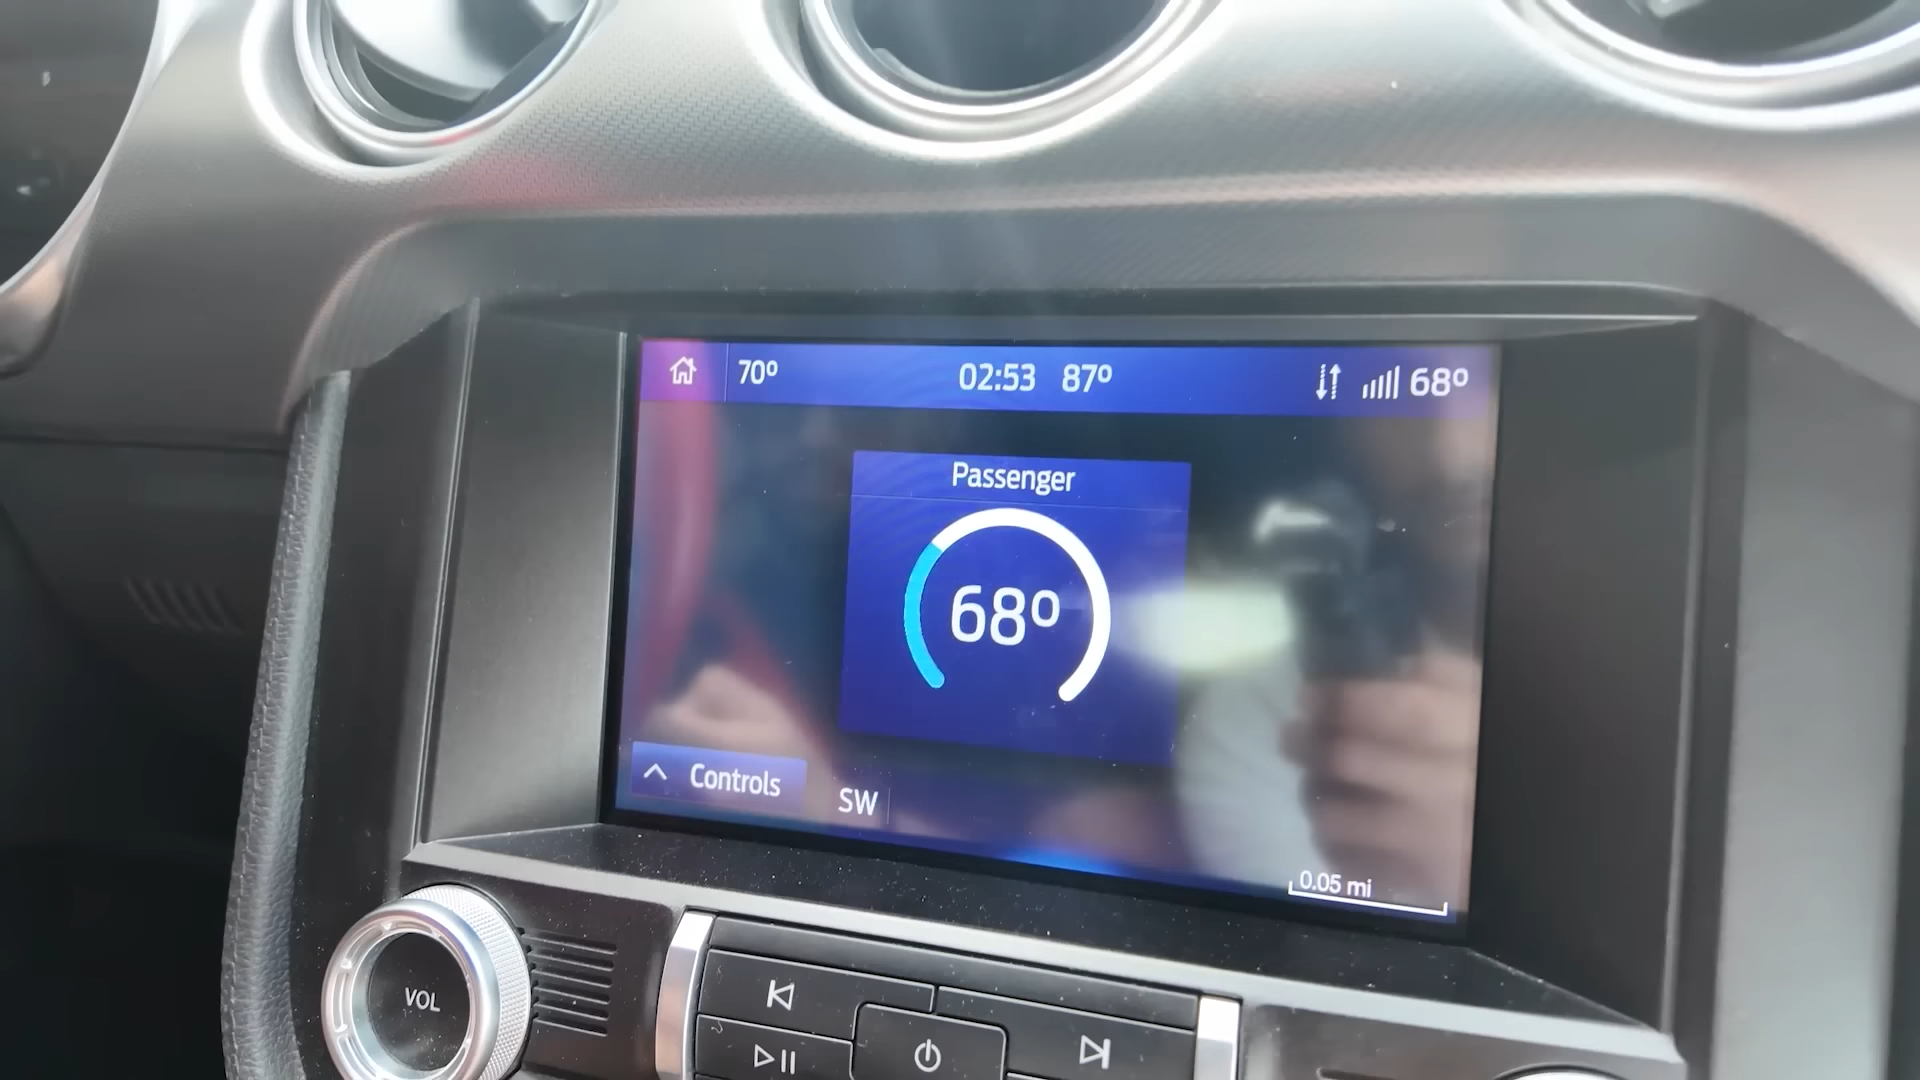 70º 02:53 87º 68º
Passenger
68º
Controls
SW
0.05 mi
VOL